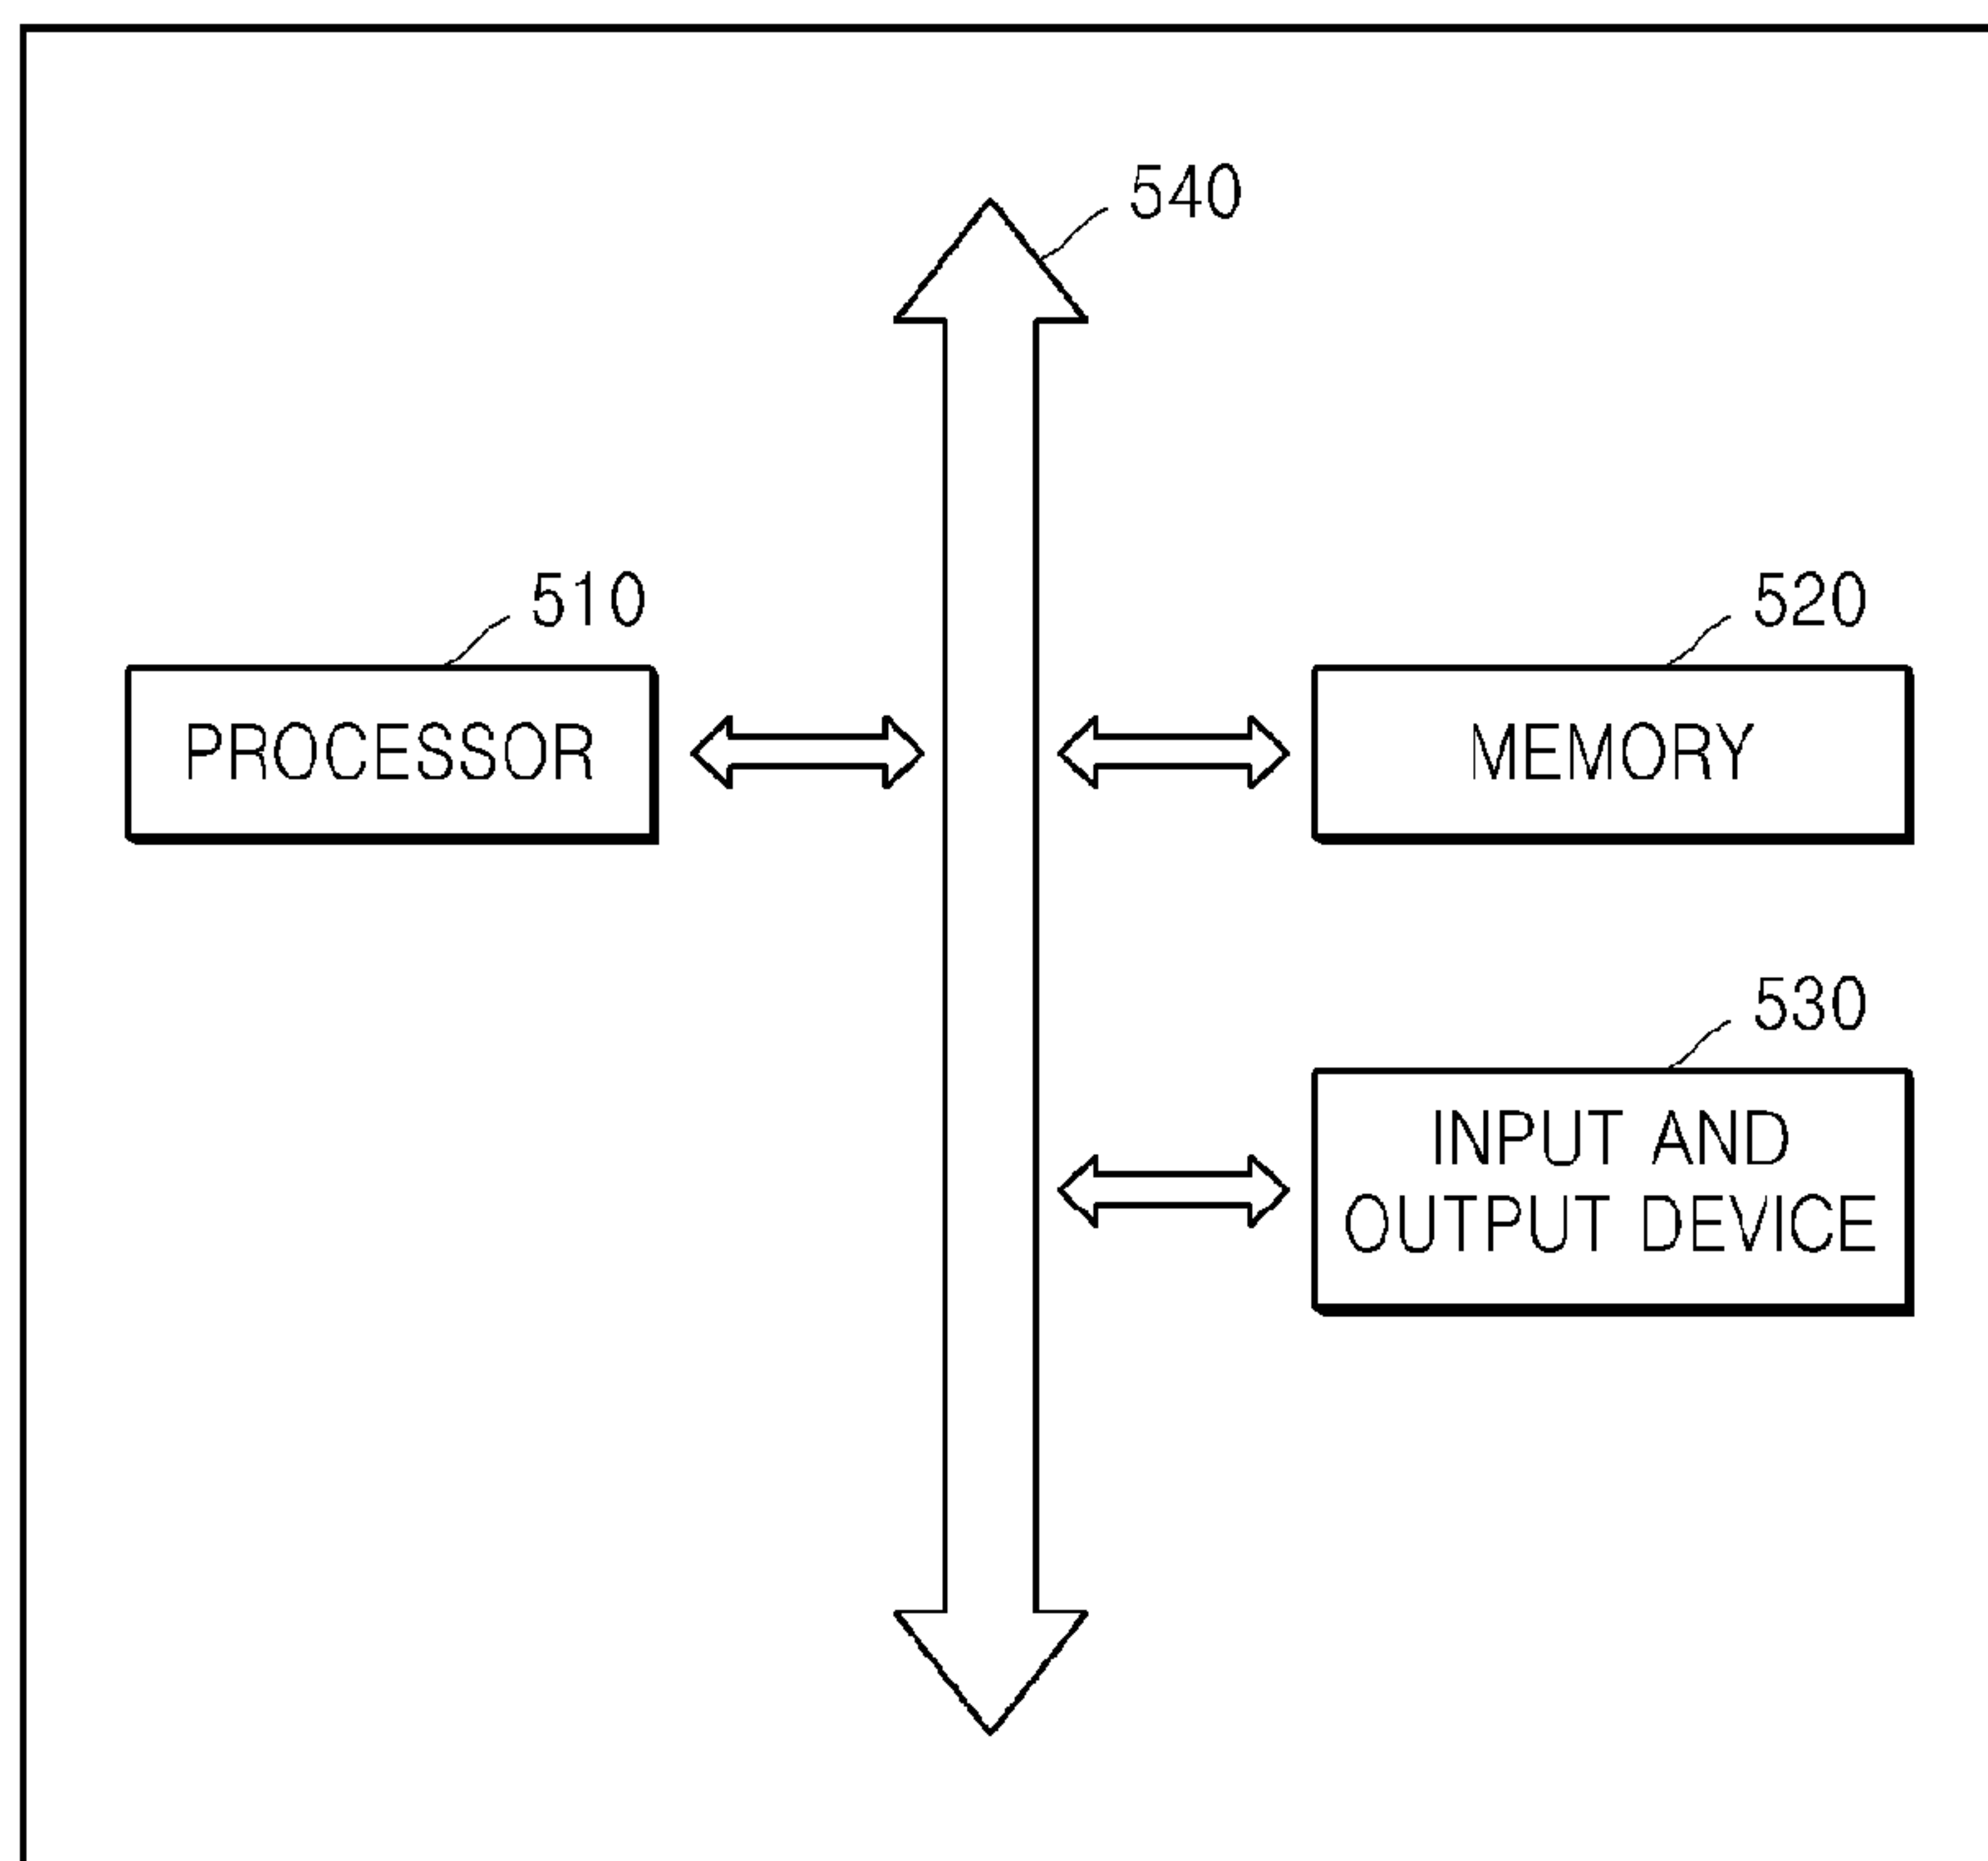 540
510
520
PROCESSOR
MEMORY
530
INPUT AND
OUTPUT DEVICE